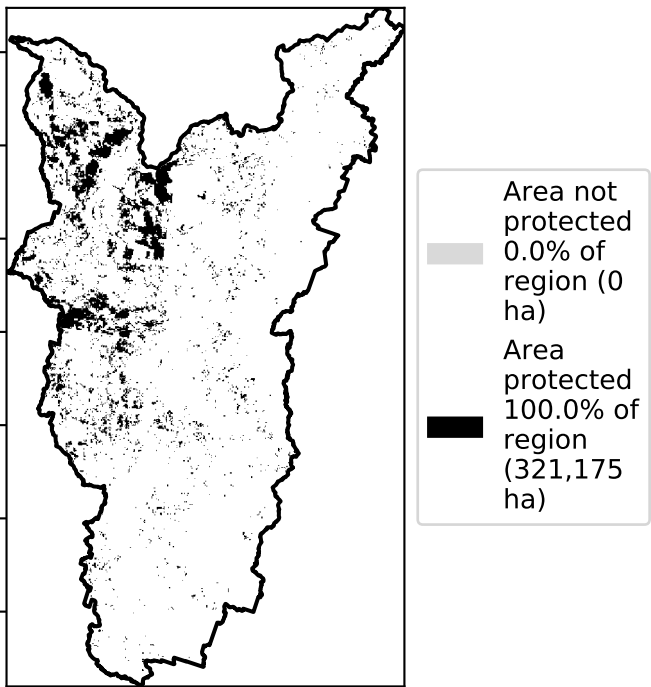 Area not
protected
0.0% of
region (0
ha)
Area
protected
100.0% of
region
(321,175
ha)